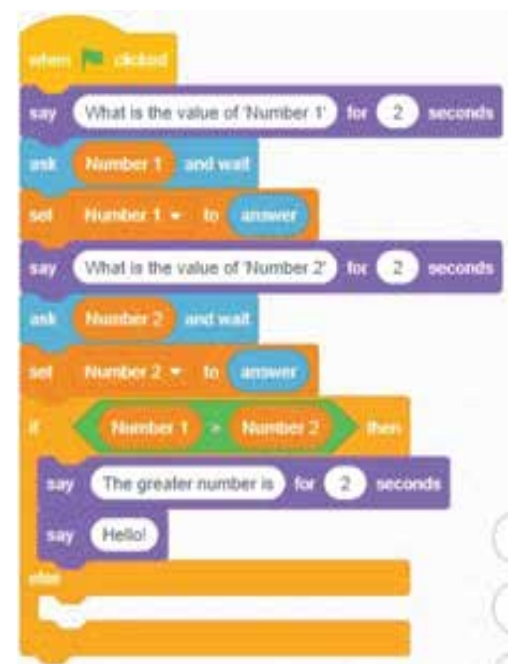 when clicked
say What is the value of 'Number 1' for 2 seconds
ask Number 1 and wait
set Number 1 to answer
say What is the value of 'Number 2' for 2 seconds
ask Number 2 and wait
set Number 2 to answer
if Number 1 > Number 2 then
say The greater number is for 2 seconds
say Hello!
else